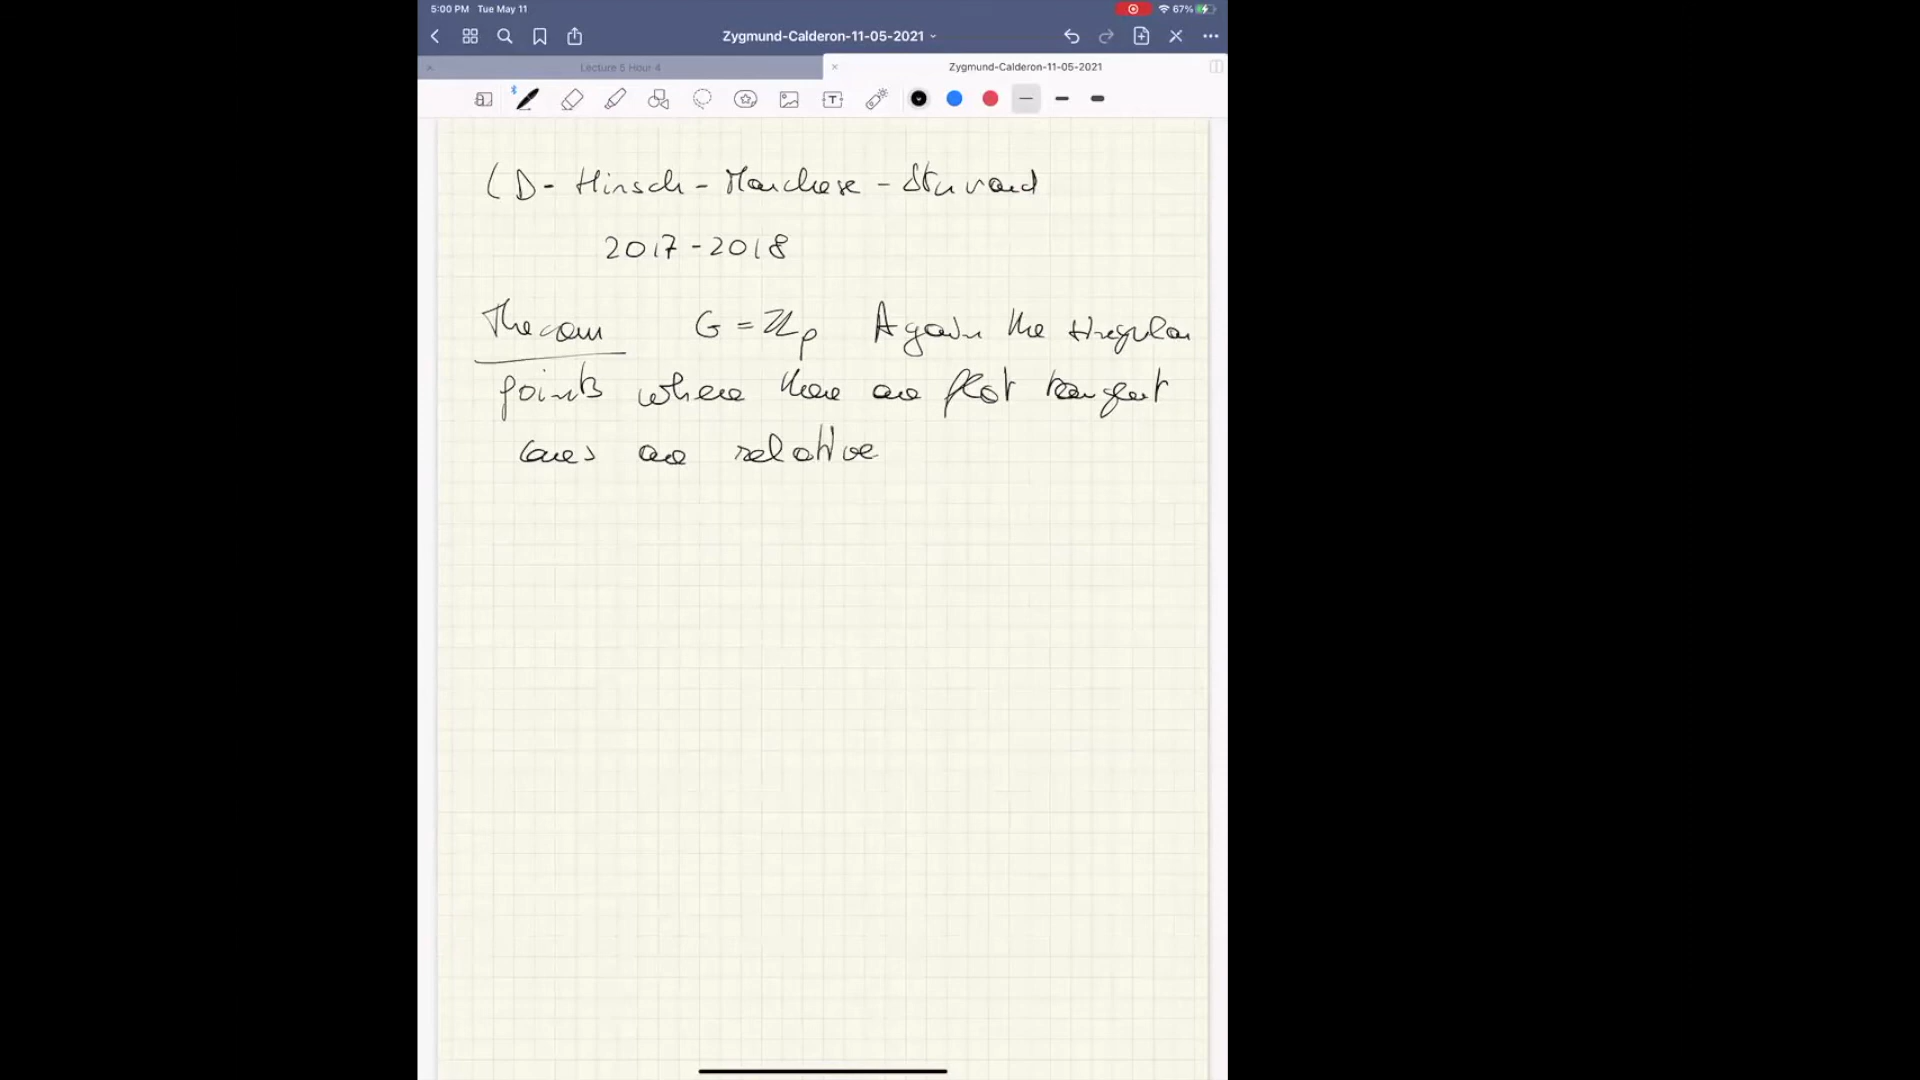 5:00 PM Tue May 11
67%
Zygmund-Calderon-11-05-2021
Lecture 5 Hour 4
Zygmund-Calderon-11-05-2021
(D- Hirsch - Marchese - Stuvard
2017-2018
Theorem G = ℤp Again the singular
points where there are flat tangent
cones are relative